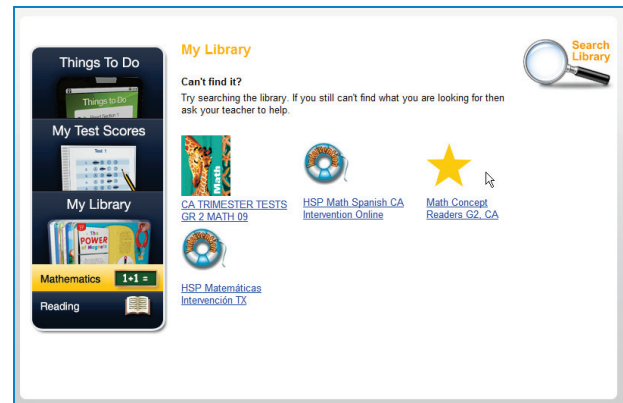 Things To Do
Things to Do
My Test Scores
Test 1
My Library
The
POWER
of Magnets
Mathematics
1+1 =
Reading
My Library
Search
Library
Can't find it?
Try searching the library. If you still can't find what you are looking for then
ask your teacher to help.
Math
CA TRIMESTER TESTS
GR 2 MATH 09
HSP Math Spanish CA
Intervention Online
Math Concept
Readers G2, CA
HSP Matemáticas
Intervención TX